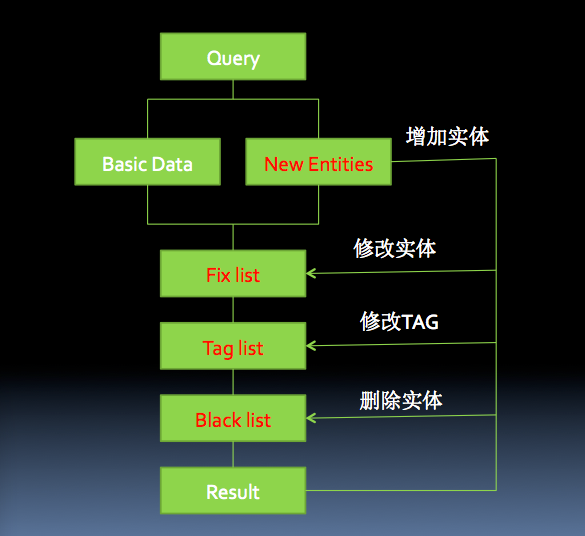 Query
增加实体
Basic Data
New Entities
修改实体
Fix list
修改TAG
Tag list
删除实体
Black list
Result